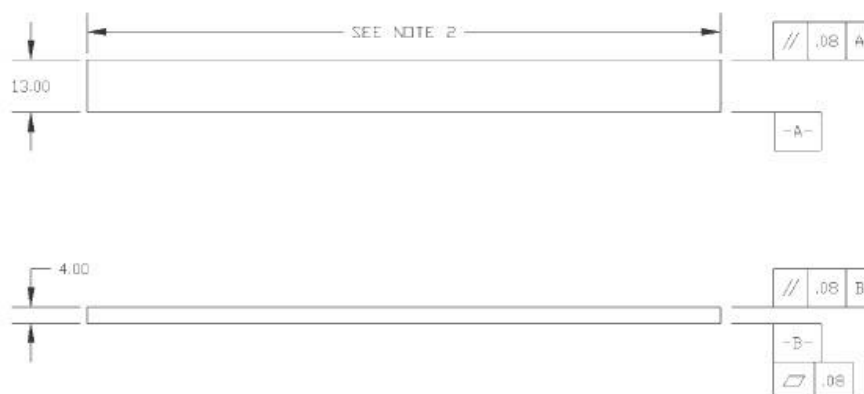 SEE NOTE 2
// .08 A
13.00
-A-
4.00
// .08 B
-B-
.08